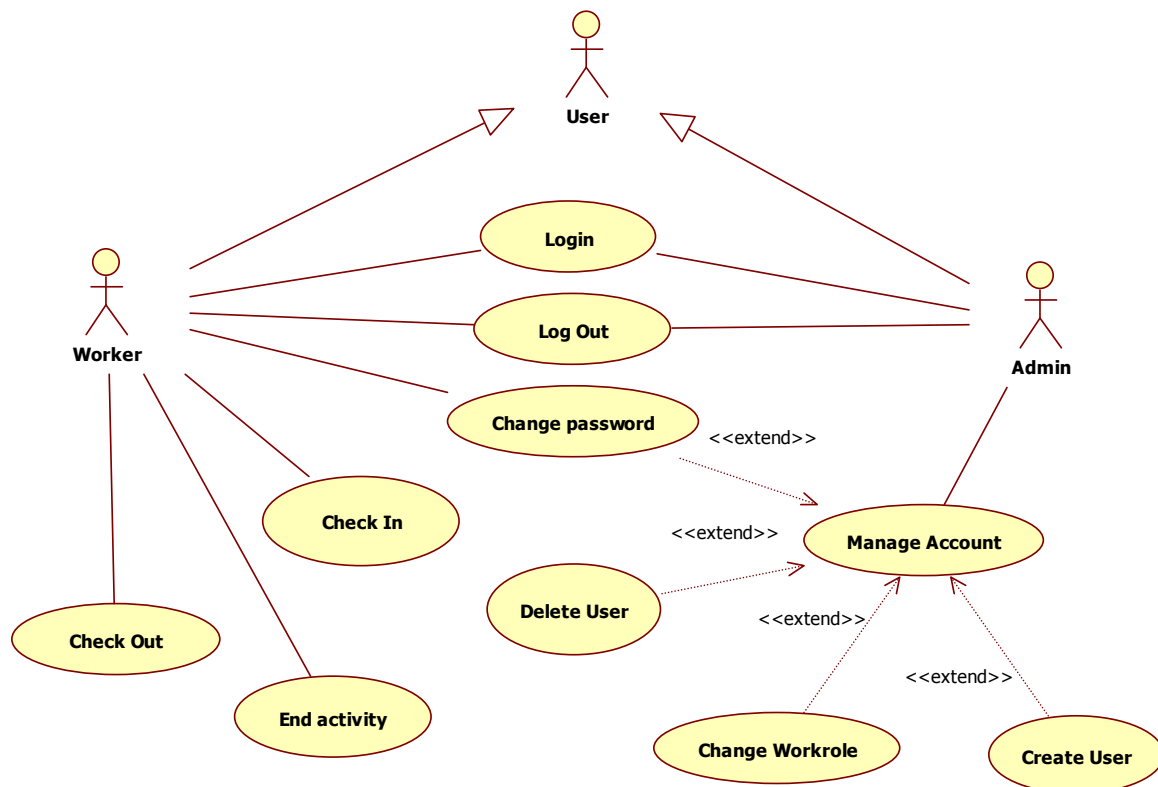 User
Login
Log Out
Worker
Admin
Change password
<<extend>>
Check In
<<extend>>
Manage Account
Delete User
<<extend>>
Check Out
<<extend>>
End activity
Change Workrole
Create User